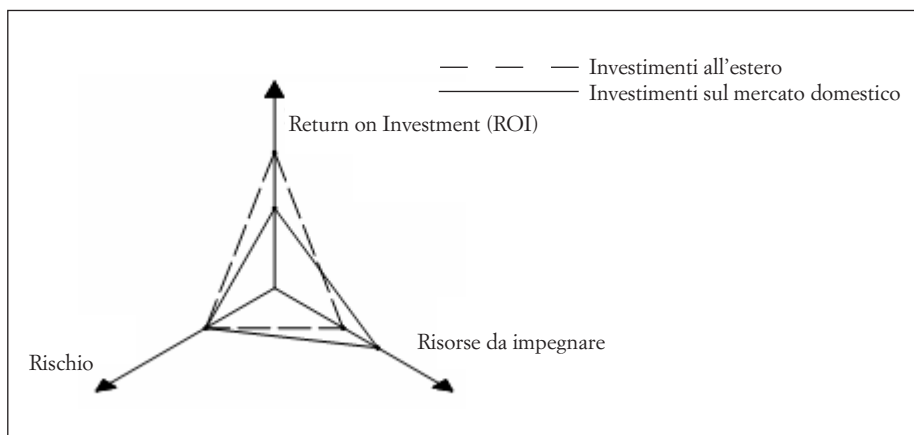 Investimenti all'estero
Investimenti sul mercato domestico
Return on Investment (ROI)
Risorse da impegnare
Rischio